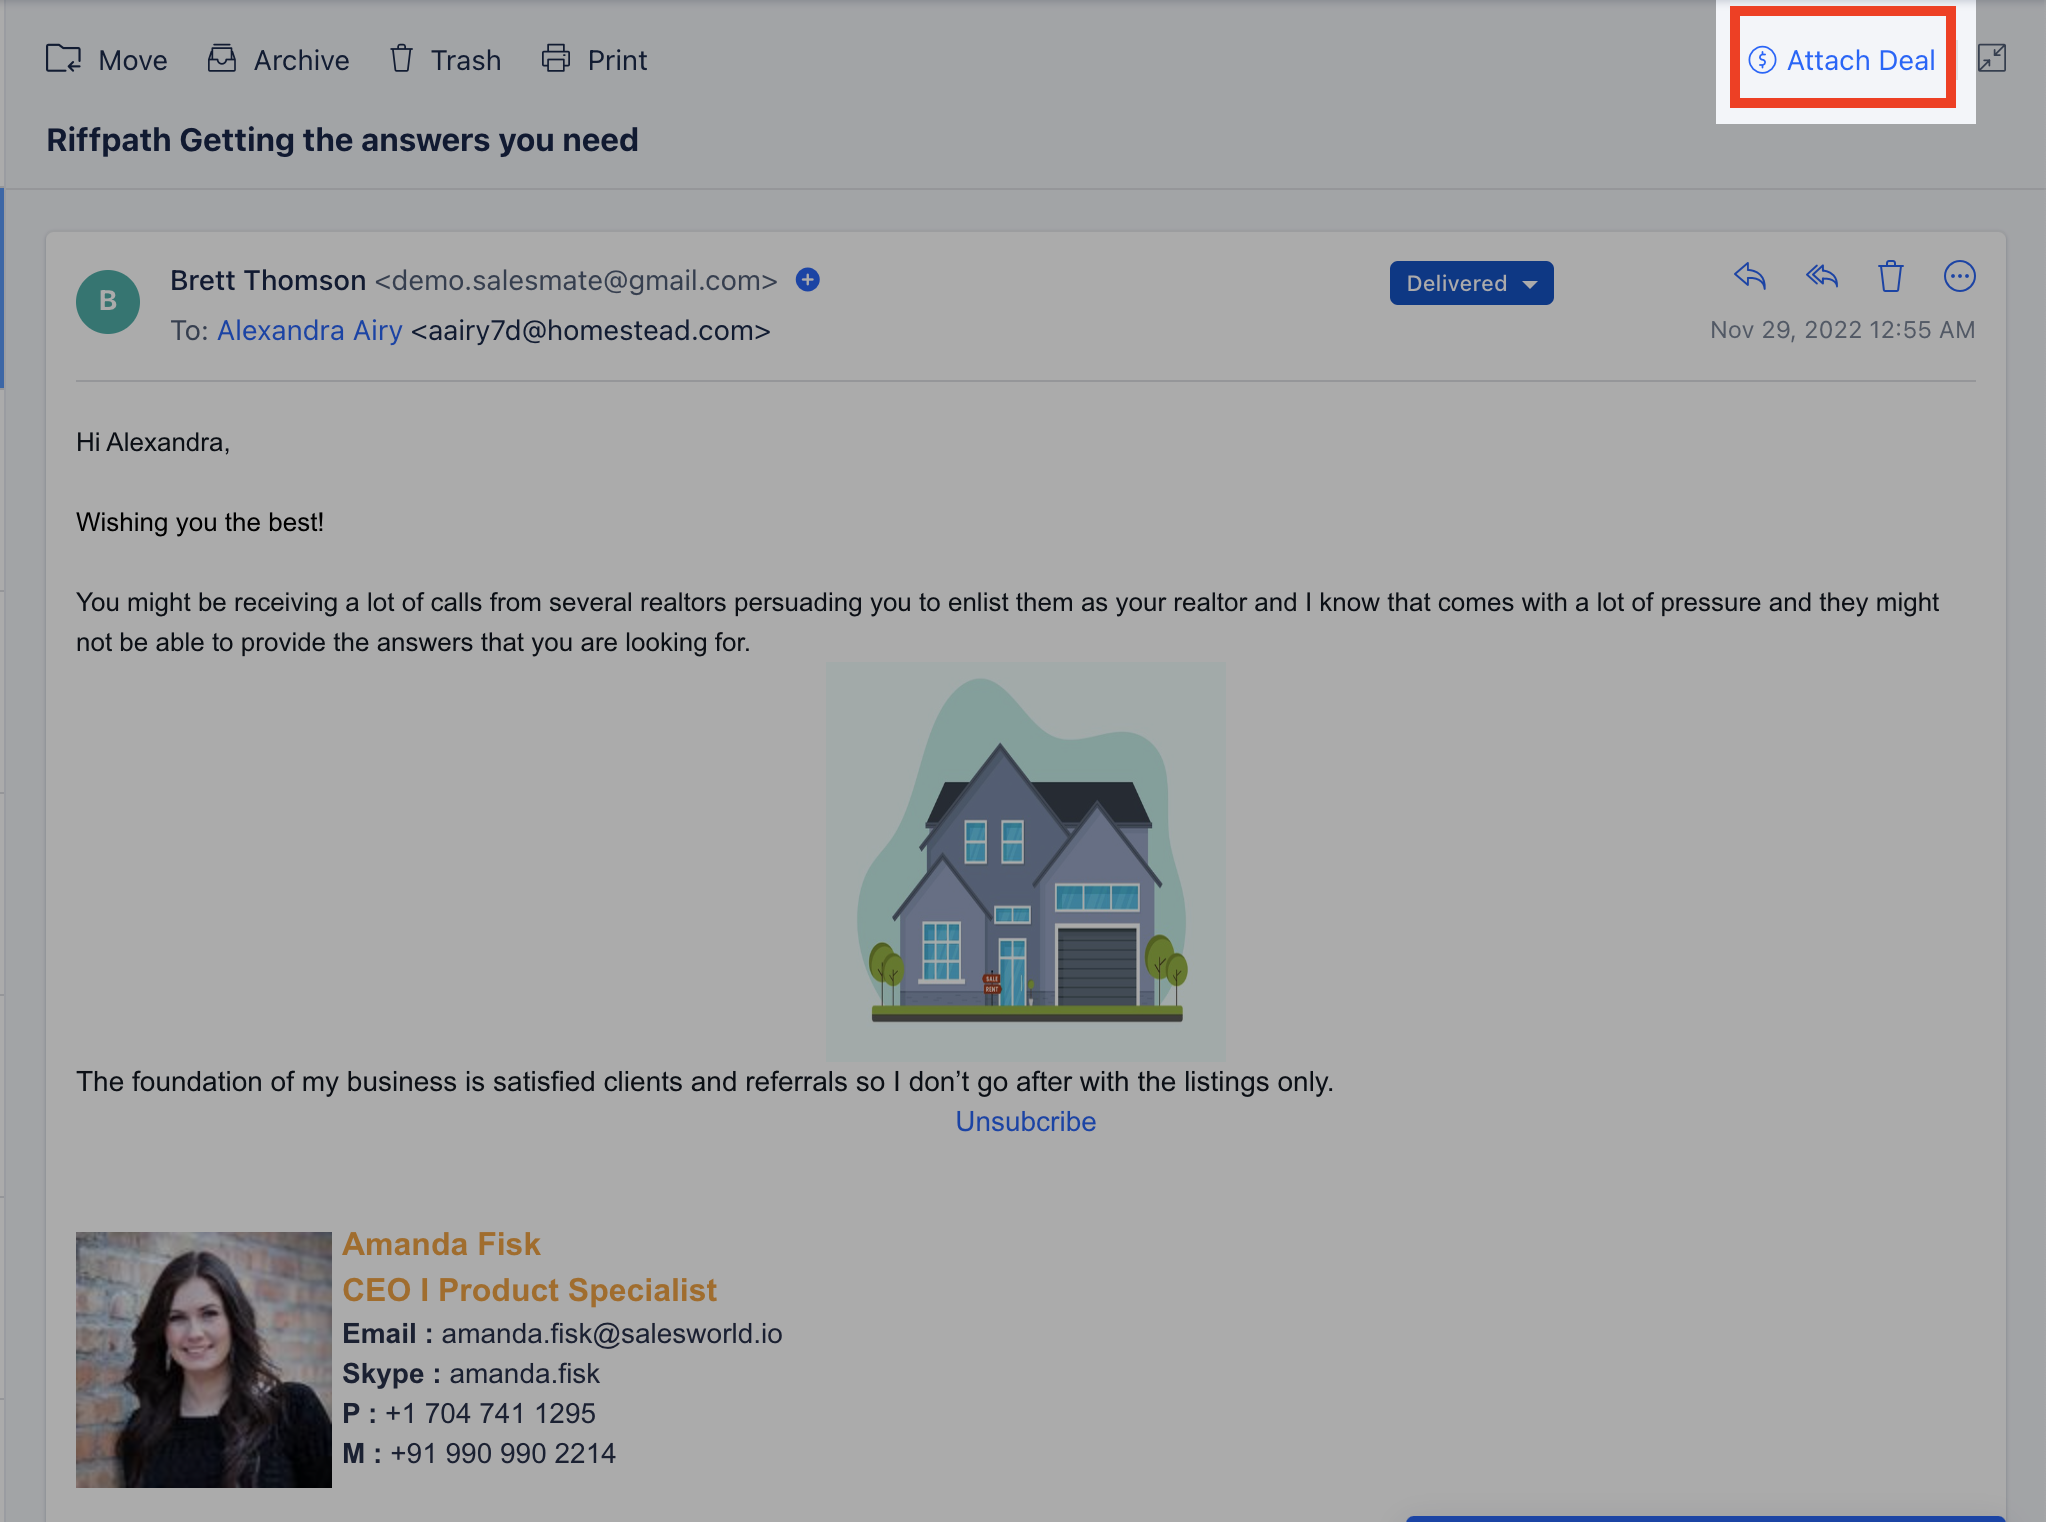 Move Archive Trash Print Attach Deal
Riffpath Getting the answers you need
B
Brett Thomson <demo.salesmate@gmail.com>
Delivered
To: Alexandra Airy <aairy7d@homestead.com>
Nov 29, 2022 12:55 AM
Hi Alexandra,
Wishing you the best!
You might be receiving a lot of calls from several realtors persuading you to enlist them as your realtor and I know that comes with a lot of pressure and they might
not be able to provide the answers that you are looking for.
SALE
RENT
The foundation of my business is satisfied clients and referrals so I don’t go after with the listings only.
Unsubcribe
Amanda Fisk
CEO I Product Specialist
Email : amanda.fisk@salesworld.io
Skype : amanda.fisk
P : +1 704 741 1295
M : +91 990 990 2214